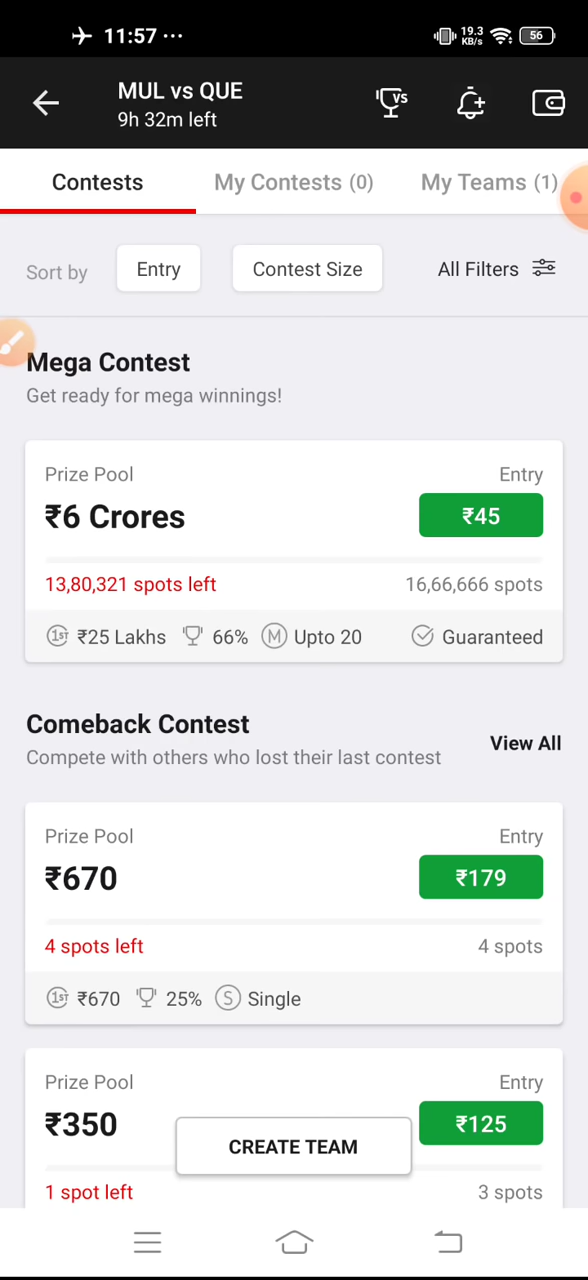 11:57 ...
19.3
KB/s
56
MUL vs QUE
9h 32m left
VS
Contests
My Contests (0)
My Teams (1)
Sort by
Entry
Contest Size
All Filters
Mega Contest
Get ready for mega winnings!
Prize Pool
Entry
₹6 Crores
₹45
13,80,321 spots left
16,66,666 spots
1ST ₹25 Lakhs 66% M Upto 20 Guaranteed
Comeback Contest
View All
Compete with others who lost their last contest
Prize Pool
Entry
₹670
₹179
4 spots left
4 spots
1ST ₹670 25% S Single
Prize Pool
Entry
₹350
₹125
CREATE TEAM
1 spot left
3 spots